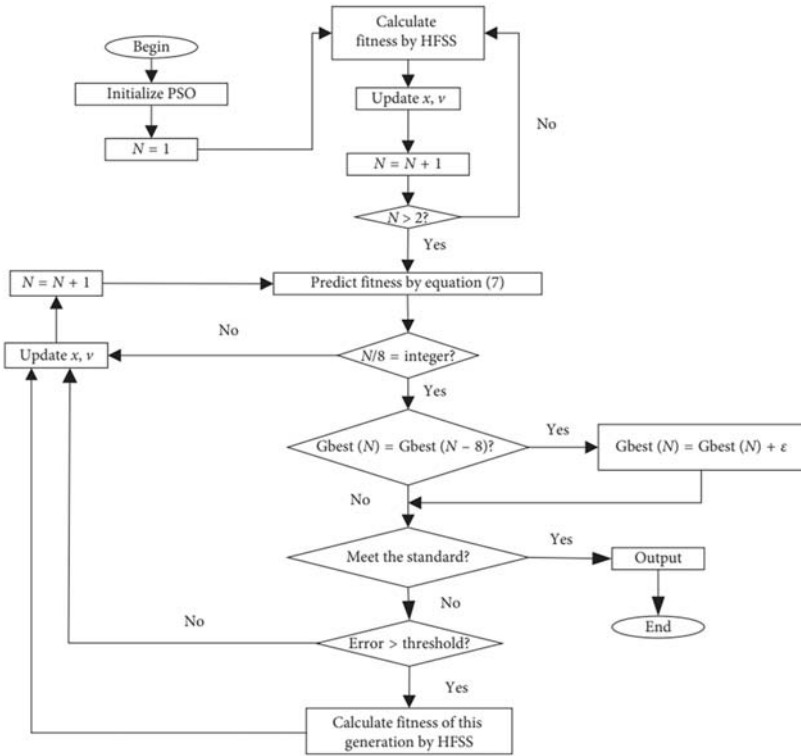 Begin
Initialize PSO
N = 1
Calculate
fitness by HFSS
Update x, v
N = N + 1
N > 2?
No
Yes
Predict fitness by equation (7)
N = N + 1
Update x, v
No
N/8 = integer?
Yes
Gbest (N) = Gbest (N – 8)?
Yes
Gbest (N) = Gbest (N) + ε
No
Meet the standard?
Yes
Output
End
No
Error > threshold?
No
Yes
Calculate fitness of this
generation by HFSS